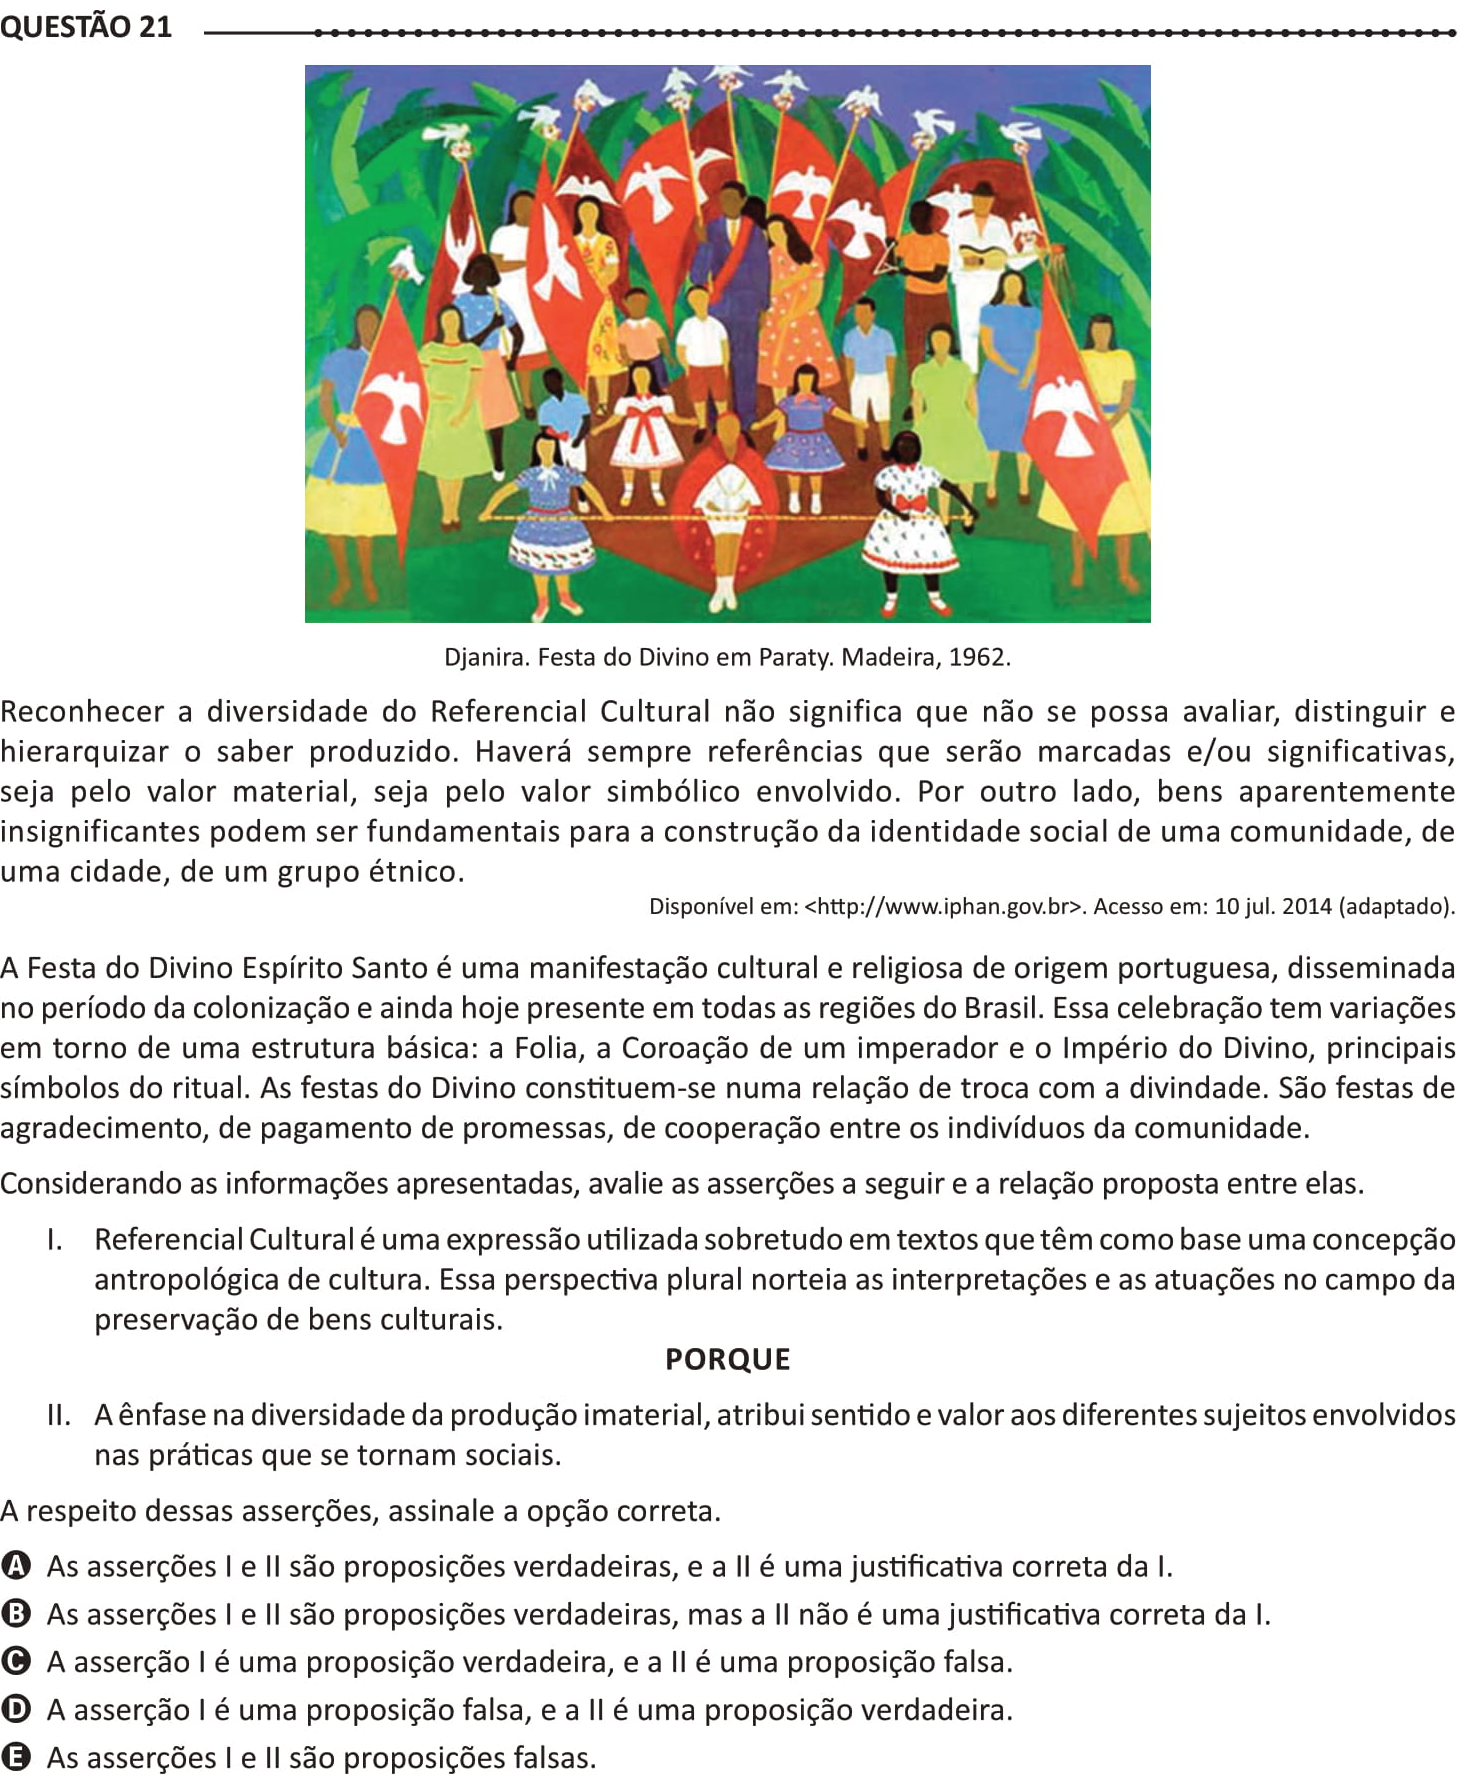 QUESTÃO 21
Djanira. Festa do Divino em Paraty. Madeira, 1962.
Reconhecer a diversidade do Referencial Cultural não significa que não se possa avaliar, distinguir e
hierarquizar o saber produzido. Haverá sempre referências que serão marcadas e/ou significativas,
seja pelo valor material, seja pelo valor simbólico envolvido. Por outro lado, bens aparentemente
insignificantes podem ser fundamentais para a construção da identidade social de uma comunidade, de
uma cidade, de um grupo étnico.
Disponível em: <http://www.iphan.gov.br>. Acesso em: 10 jul. 2014 (adaptado).
A Festa do Divino Espírito Santo é uma manifestação cultural e religiosa de origem portuguesa, disseminada
no período da colonização e ainda hoje presente em todas as regiões do Brasil. Essa celebração tem variações
em torno de uma estrutura básica: a Folia, a Coroação de um imperador e o Império do Divino, principais
símbolos do ritual. As festas do Divino constituem-se numa relação de troca com a divindade. São festas de
agradecimento, de pagamento de promessas, de cooperação entre os indivíduos da comunidade.
Considerando as informações apresentadas, avalie as asserções a seguir e a relação proposta entre elas.
I. Referencial Cultural é uma expressão utilizada sobretudo em textos que têm como base uma concepção
antropológica de cultura. Essa perspectiva plural norteia as interpretações e as atuações no campo da
preservação de bens culturais.
PORQUE
II. A ênfase na diversidade da produção imaterial, atribui sentido e valor aos diferentes sujeitos envolvidos
nas práticas que se tornam sociais.
A respeito dessas asserções, assinale a opção correta.
A As asserções I e II são proposições verdadeiras, e a II é uma justificativa correta da I.
B As asserções I e II são proposições verdadeiras, mas a II não é uma justificativa correta da I.
C A asserção I é uma proposição verdadeira, e a II é uma proposição falsa.
D A asserção I é uma proposição falsa, e a II é uma proposição verdadeira.
E As asserções I e II são proposições falsas.